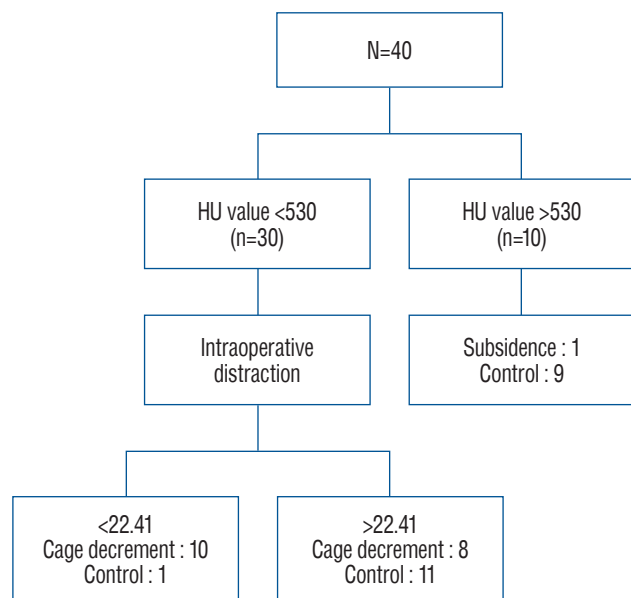 N=40
HU value <530
(n=30)
HU value >530
(n=10)
Intraoperative
distraction
Subsidence : 1
Control : 9
<22.41
Cage decrement : 10
Control : 1
>22.41
Cage decrement : 8
Control : 11